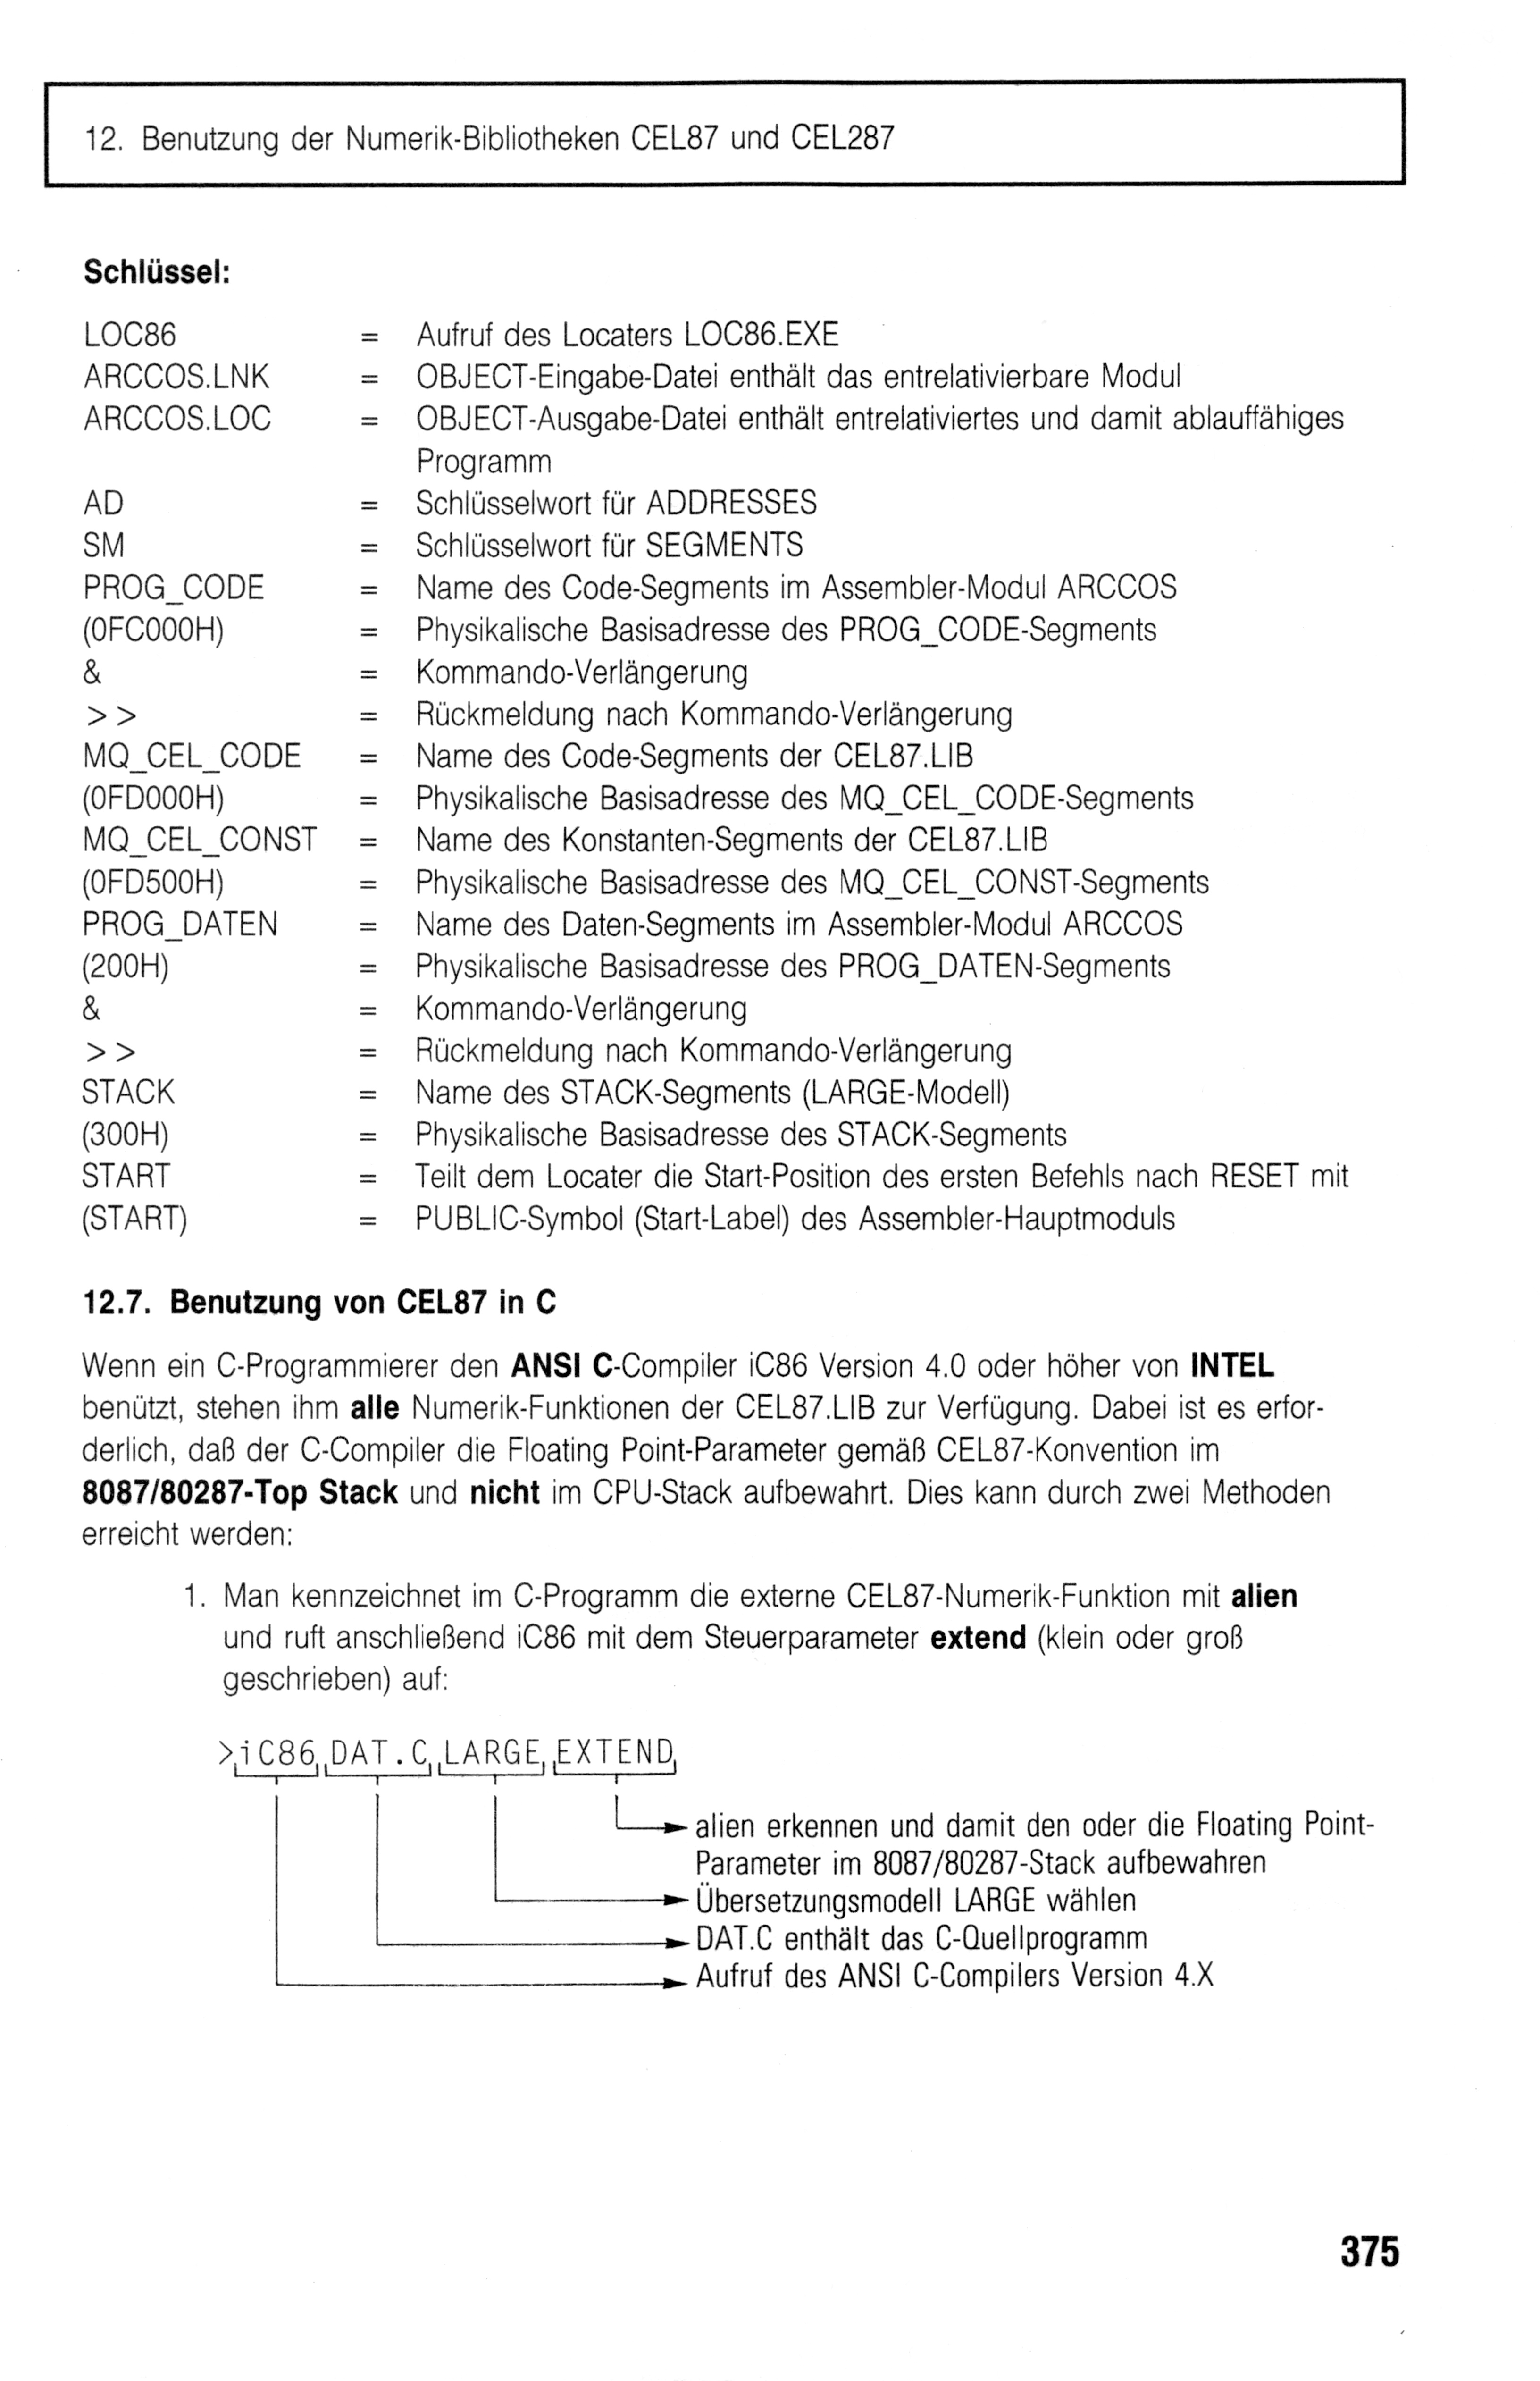 12. Benutzung der Numerik-Bibliotheken CEL87 und CEL287
Schlüssel:
LOC86 = Aufruf des Locaters LOC86.EXE
ARCCOS.LNK = OBJECT-Eingabe-Datei enthält das entrelativierbare Modul
ARCCOS.LOC = OBJECT-Ausgabe-Datei enthält entrelativiertes und damit ablauffähiges
Programm
AD = Schlüsselwort für ADDRESSES
SM = Schlüsselwort für SEGMENTS
PROG_CODE = Name des Code-Segments im Assembler-Modul ARCCOS
(0FC000H) = Physikalische Basisadresse des PROG_CODE-Segments
& = Kommando-Verlängerung
>> = Rückmeldung nach Kommando-Verlängerung
MQ_CEL_CODE = Name des Code-Segments der CEL87.LIB
(0FD000H) = Physikalische Basisadresse des MQ_CEL_CODE-Segments
MQ_CEL_CONST = Name des Konstanten-Segments der CEL87.LIB
(0FD500H) = Physikalische Basisadresse des MQ_CEL_CONST-Segments
PROG_DATEN = Name des Daten-Segments im Assembler-Modul ARCCOS
(200H) = Physikalische Basisadresse des PROG_DATEN-Segments
& = Kommando-Verlängerung
>> = Rückmeldung nach Kommando-Verlängerung
STACK = Name des STACK-Segments (LARGE-Modell)
(300H) = Physikalische Basisadresse des STACK-Segments
START = Teilt dem Locater die Start-Position des ersten Befehls nach RESET mit
(START) = PUBLIC-Symbol (Start-Label) des Assembler-Hauptmoduls
12.7. Benutzung von CEL87 in C
Wenn ein C-Programmierer den ANSI C-Compiler iC86 Version 4.0 oder höher von INTEL
benützt, stehen ihm alle Numerik-Funktionen der CEL87.LIB zur Verfügung. Dabei ist es erfor-
derlich, daß der C-Compiler die Floating Point-Parameter gemäß CEL87-Konvention im
8087/80287-Top Stack und nicht im CPU-Stack aufbewahrt. Dies kann durch zwei Methoden
erreicht werden:
1. Man kennzeichnet im C-Programm die externe CEL87-Numerik-Funktion mit alien
und ruft anschließend iC86 mit dem Steuerparameter extend (klein oder groß
geschrieben) auf:
>iC86 DAT.C LARGE EXTEND
alien erkennen und damit den oder die Floating Point-
Parameter im 8087/80287-Stack aufbewahren
Übersetzungsmodell LARGE wählen
DAT.C enthält das C-Quellprogramm
Aufruf des ANSI C-Compilers Version 4.X
375